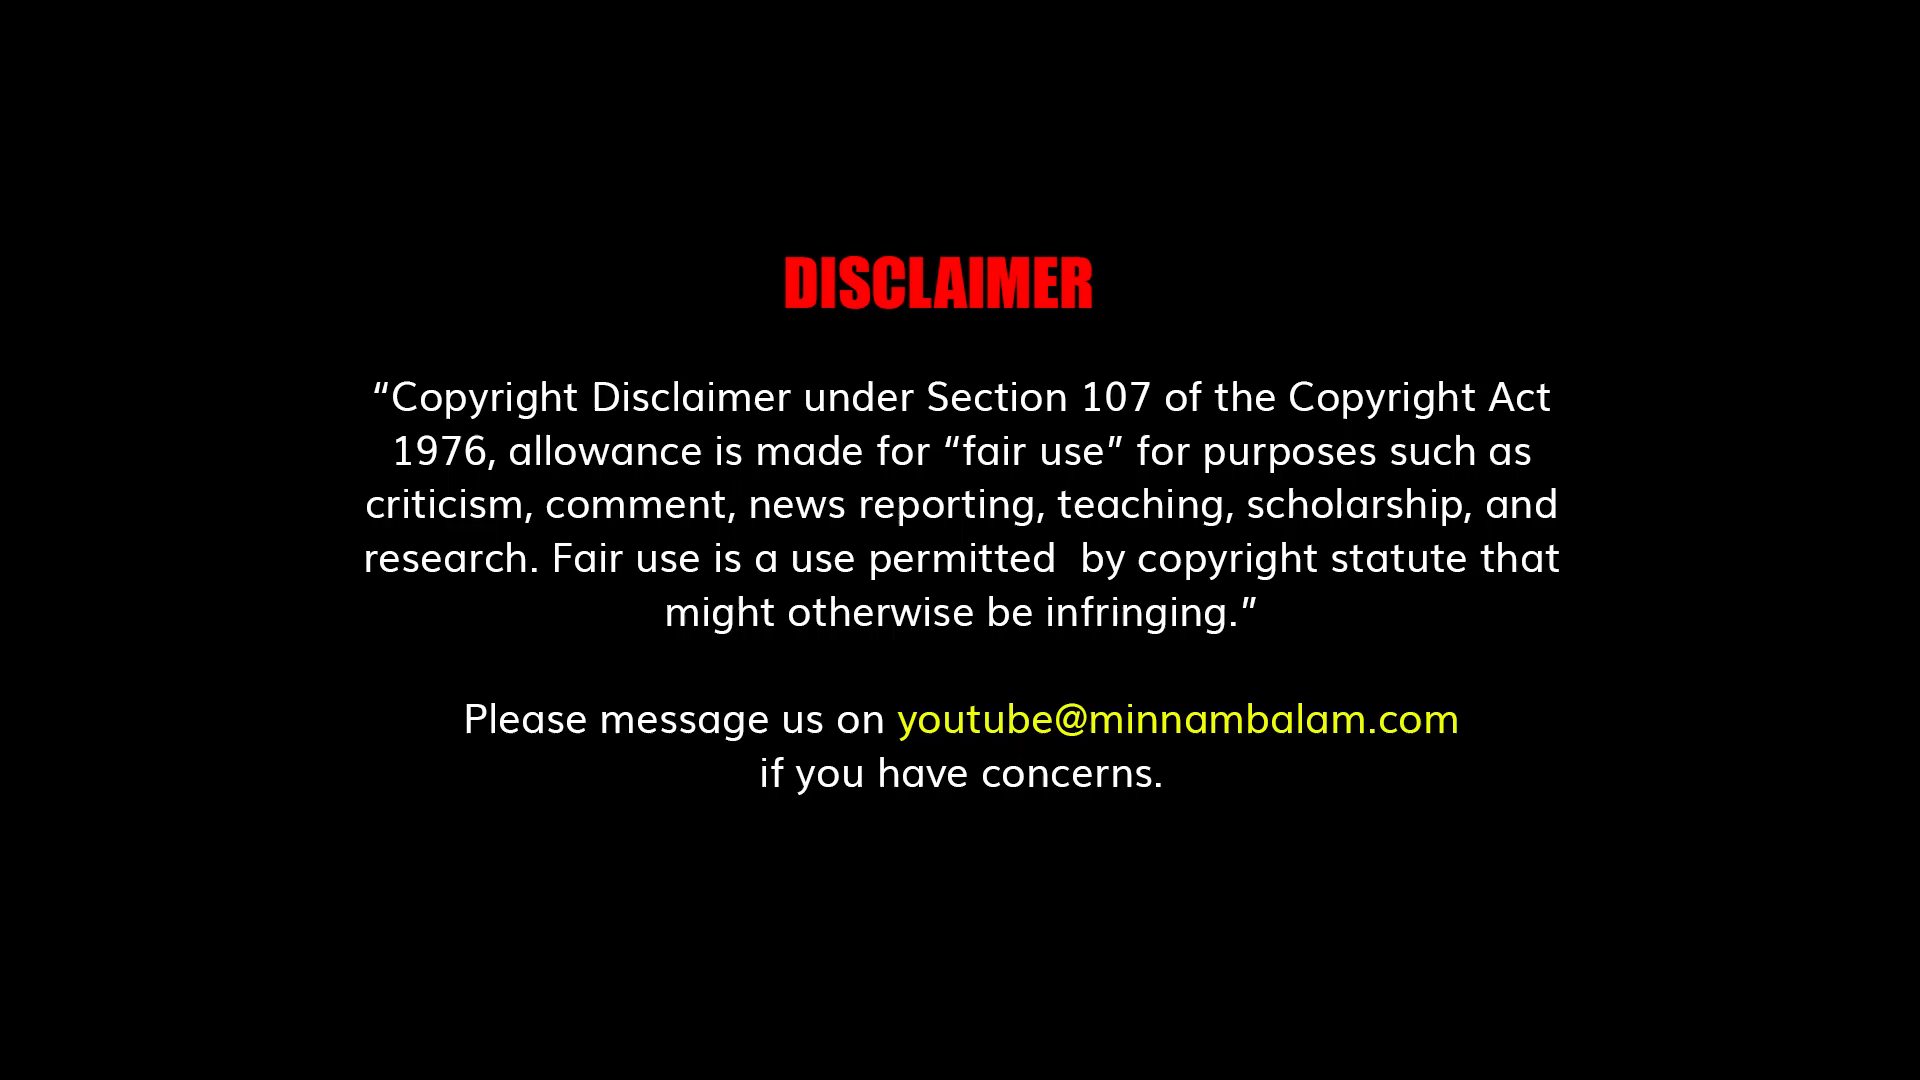 DISCLAIMER
“Copyright Disclaimer under Section 107 of the Copyright Act
1976, allowance is made for “fair use” for purposes such as
criticism, comment, news reporting, teaching, scholarship, and
research. Fair use is a use permitted  by copyright statute that
might otherwise be infringing.”
Please message us on youtube@minnambalam.com
if you have concerns.